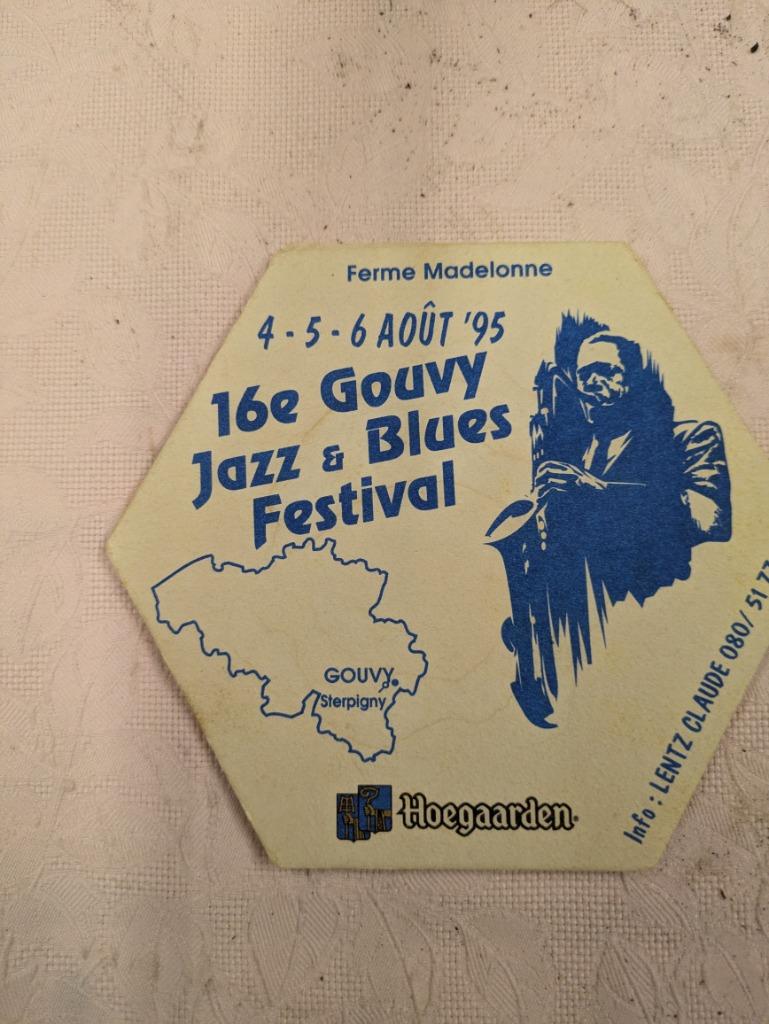 Ferme Madelonne
4 - 5 - 6 AOÛT '95
16e Gouvy
Jazz & Blues
Festival
GOUVY
Sterpigny
Hoegaarden
Info : LENTZ CLAUDE 080/ 51 77